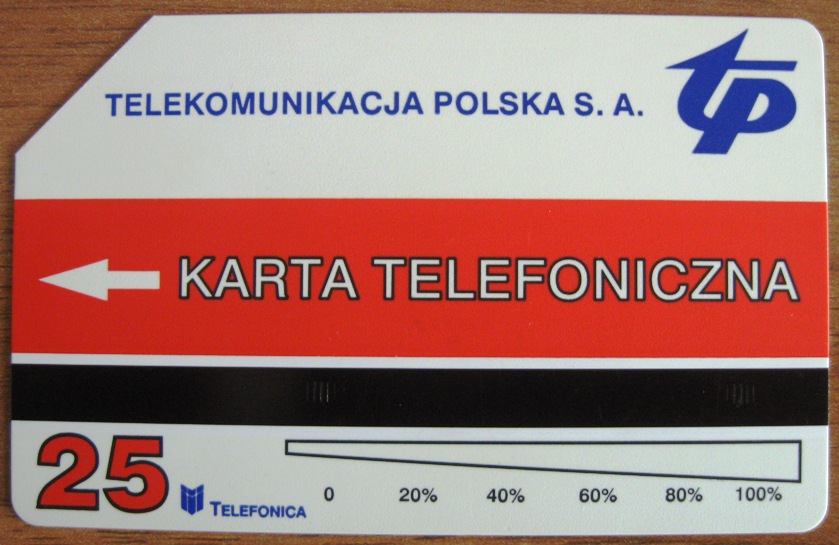 TELEKOMUNIKACJA POLSKA S. A.
tp
KARTA TELEFONICZNA
25
TELEFONICA
0 20% 40% 60% 80% 100%